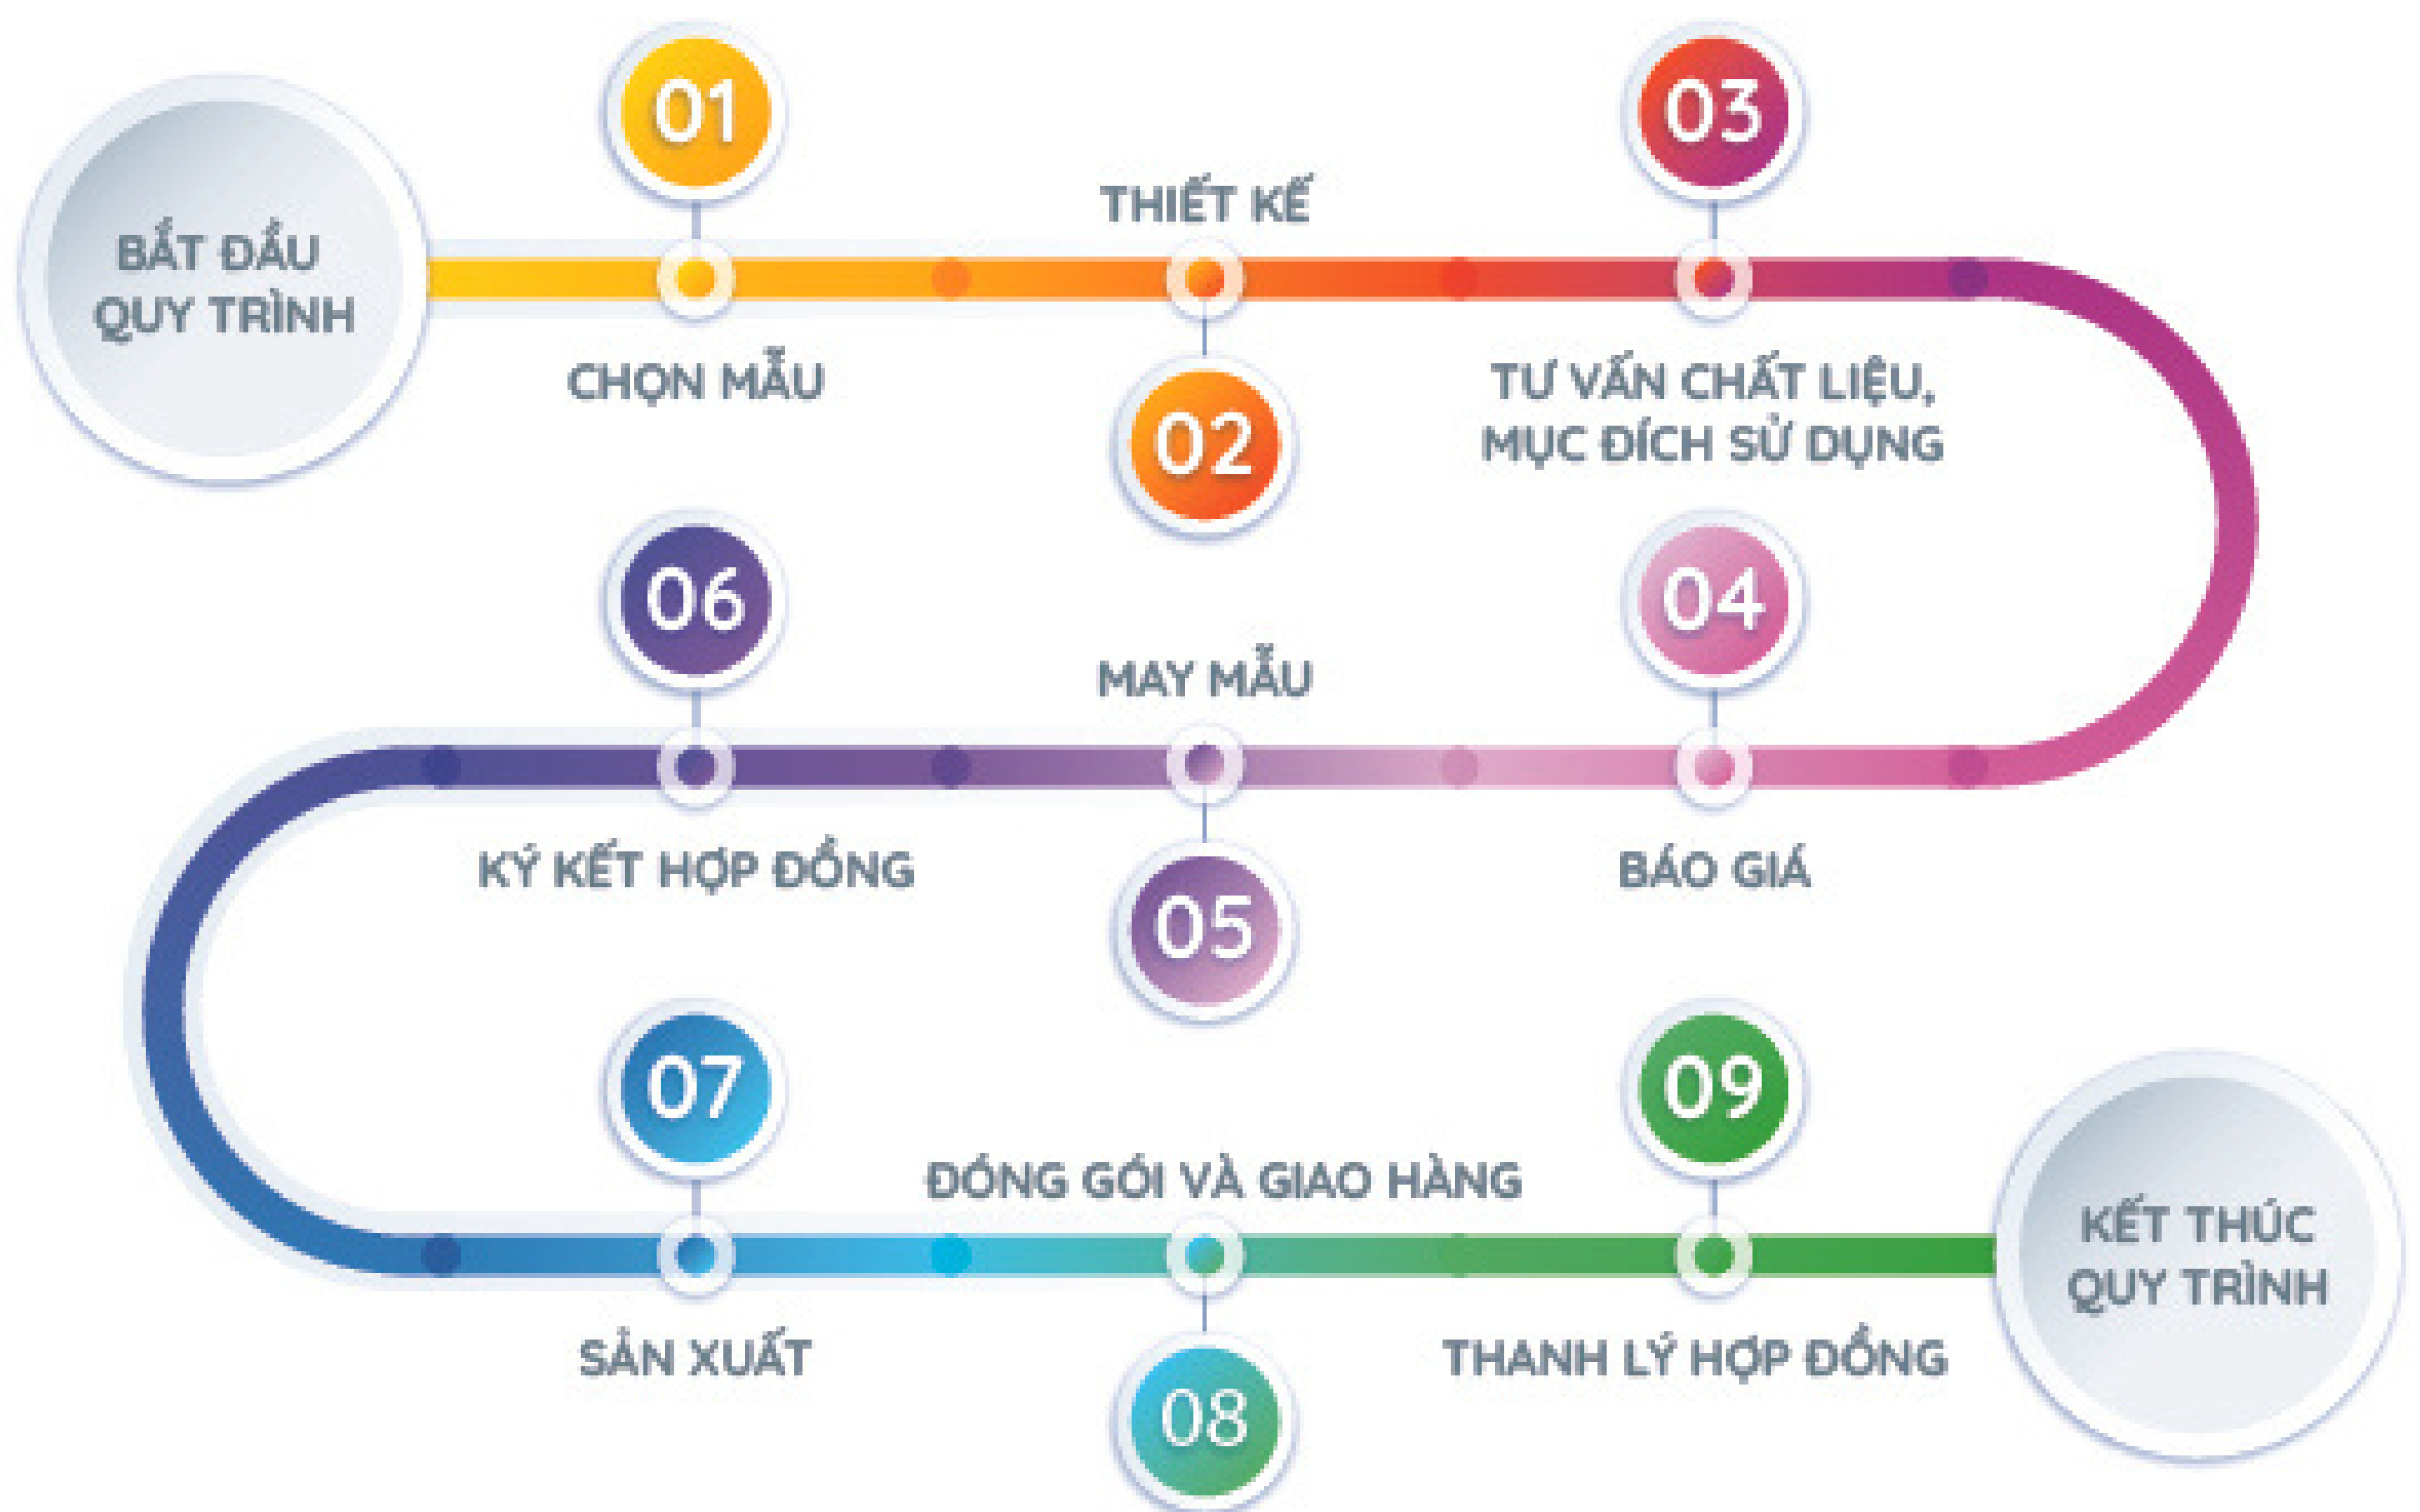 BẮT ĐẦU
QUY TRÌNH
01
CHỌN MẪU
THIẾT KẾ
02
03
TƯ VẤN CHẤT LIỆU,
MỤC ĐÍCH SỬ DỤNG
04
BÁO GIÁ
MAY MẪU
05
06
KÝ KẾT HỢP ĐỒNG
07
SẢN XUẤT
ĐÓNG GÓI VÀ GIAO HÀNG
08
09
THANH LÝ HỢP ĐỒNG
KẾT THÚC
QUY TRÌNH